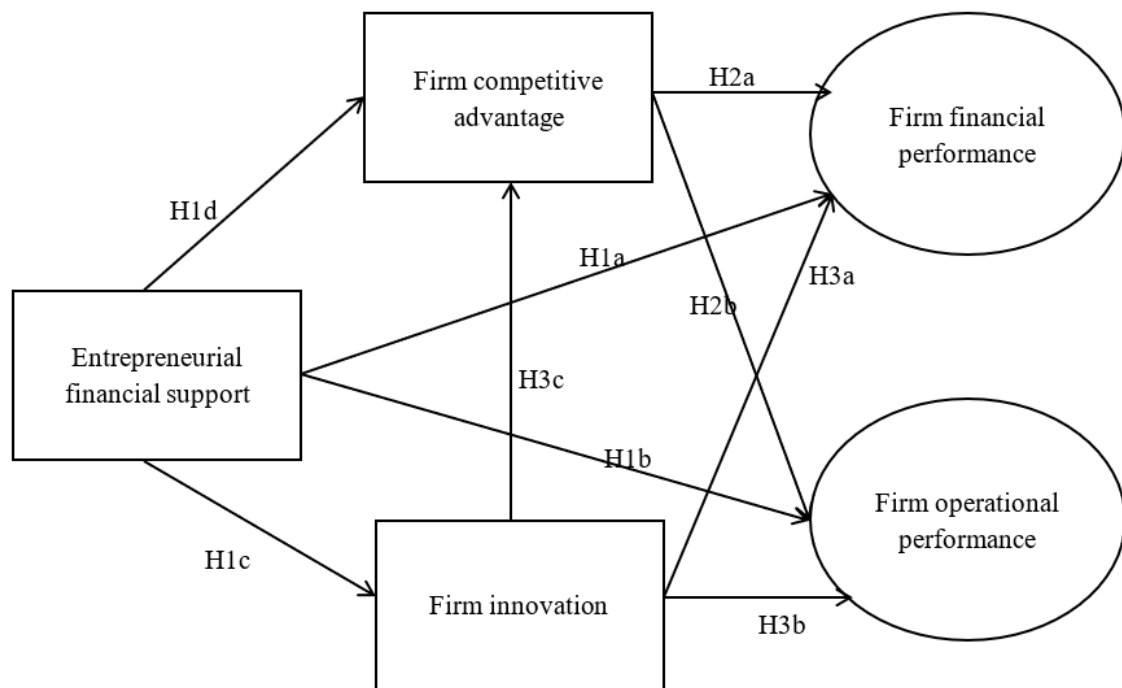 Firm competitive
advantage
H2a
Firm financial
performance
H1d
H1a
H3a
H2b
Entrepreneurial
financial support
H3c
H1b
Firm operational
performance
H1c
Firm innovation
H3b